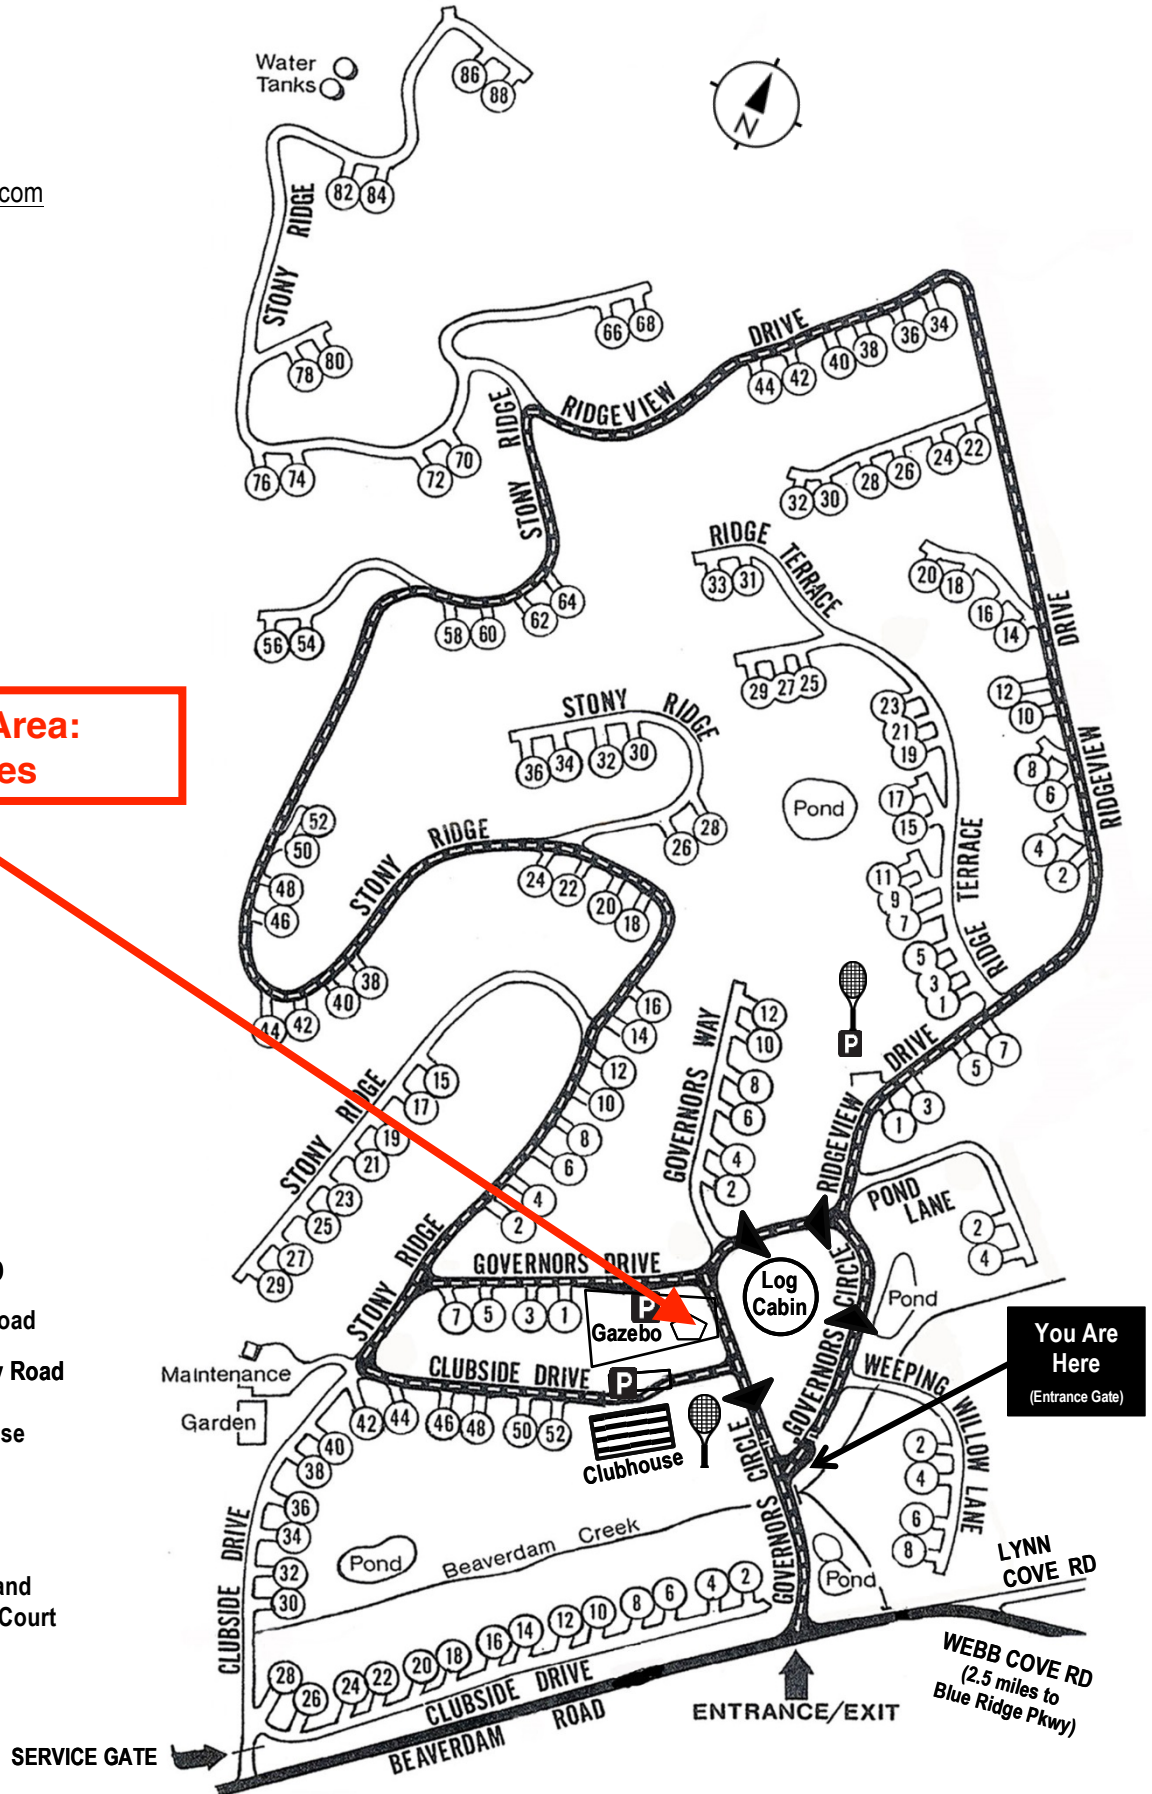 Water
Tanks
86
88
N
com
82
84
STONY RIDGE
66
68
78
80
DRIVE
34
36
38
40
42
44
RIDGEVIEW
STONY RIDGE
70
72
74
76
22
24
26
28
30
32
RIDGE TERRACE
33
31
20
18
16
14
DRIVE
64
62
60
58
56
54
29
27
25
12
10
RIDGEVIEW
8
6
4
2
Area:
es
STONY RIDGE
36
34
32
30
28
26
23
21
19
17
15
Pond
11
9
7
5
3
1
RIDGE TERRACE
52
50
48
46
STONY RIDGE
24
22
20
18
44
42
40
38
16
14
12
10
8
6
4
2
15
17
19
21
23
25
27
29
STONY RIDGE
GOVERNORS WAY
12
10
8
6
4
2
P
RIDGEVIEW DRIVE
7
5
3
1
POND
LANE
2
4
Pond
STONY RIDGE
GOVERNORS DRIVE
7
5
3
1
P
Gazebo
Log
Cabin
GOVERNORS CIRCLE
You Are
Here
(Entrance Gate)
oad
y Road
se
and
Court
Maintenance
Garden
CLUBSIDE DRIVE
P
42
44
46
48
50
52
Clubhouse
GOVERNORS CIRCLE
WEEPING WILLOW LANE
2
4
6
8
40
38
36
34
32
30
CLUBSIDE DRIVE
Pond
Beaverdam Creek
Pond
LYNN
COVE RD
28
26
24
22
20
18
16
14
12
10
8
6
4
2
CLUBSIDE DRIVE
BEAVERDAM ROAD
ENTRANCE/EXIT
WEBB COVE RD
(2.5 miles to
Blue Ridge Pkwy)
SERVICE GATE